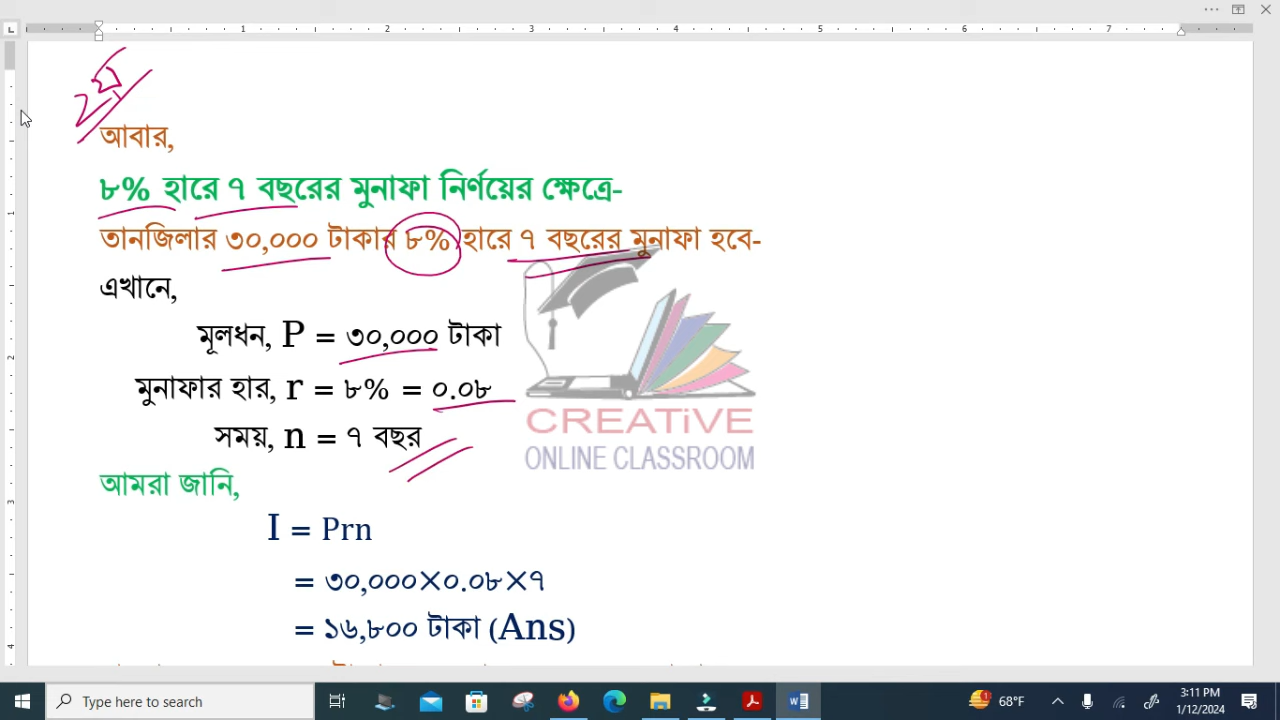 ২য়
আবার,
৮% হারে ৭ বছরের মুনাফা নির্ণয়ের ক্ষেত্রে-
তানজিলার ৩০,০০০ টাকার ৮% হারে ৭ বছরের মুনাফা হবে-
এখানে,
মূলধন, P = ৩০,০০০ টাকা
মুনাফার হার, r = ৮% = ০.০৮
সময়, n = ৭ বছর
CREATiVE
ONLINE CLASSROOM
আমরা জানি,
I = Prn
= ৩০,০০০×০.০৮×৭
= ১৬,৮০০ টাকা (Ans)
Type here to search
1
68°F
3:11 PM
1/12/2024